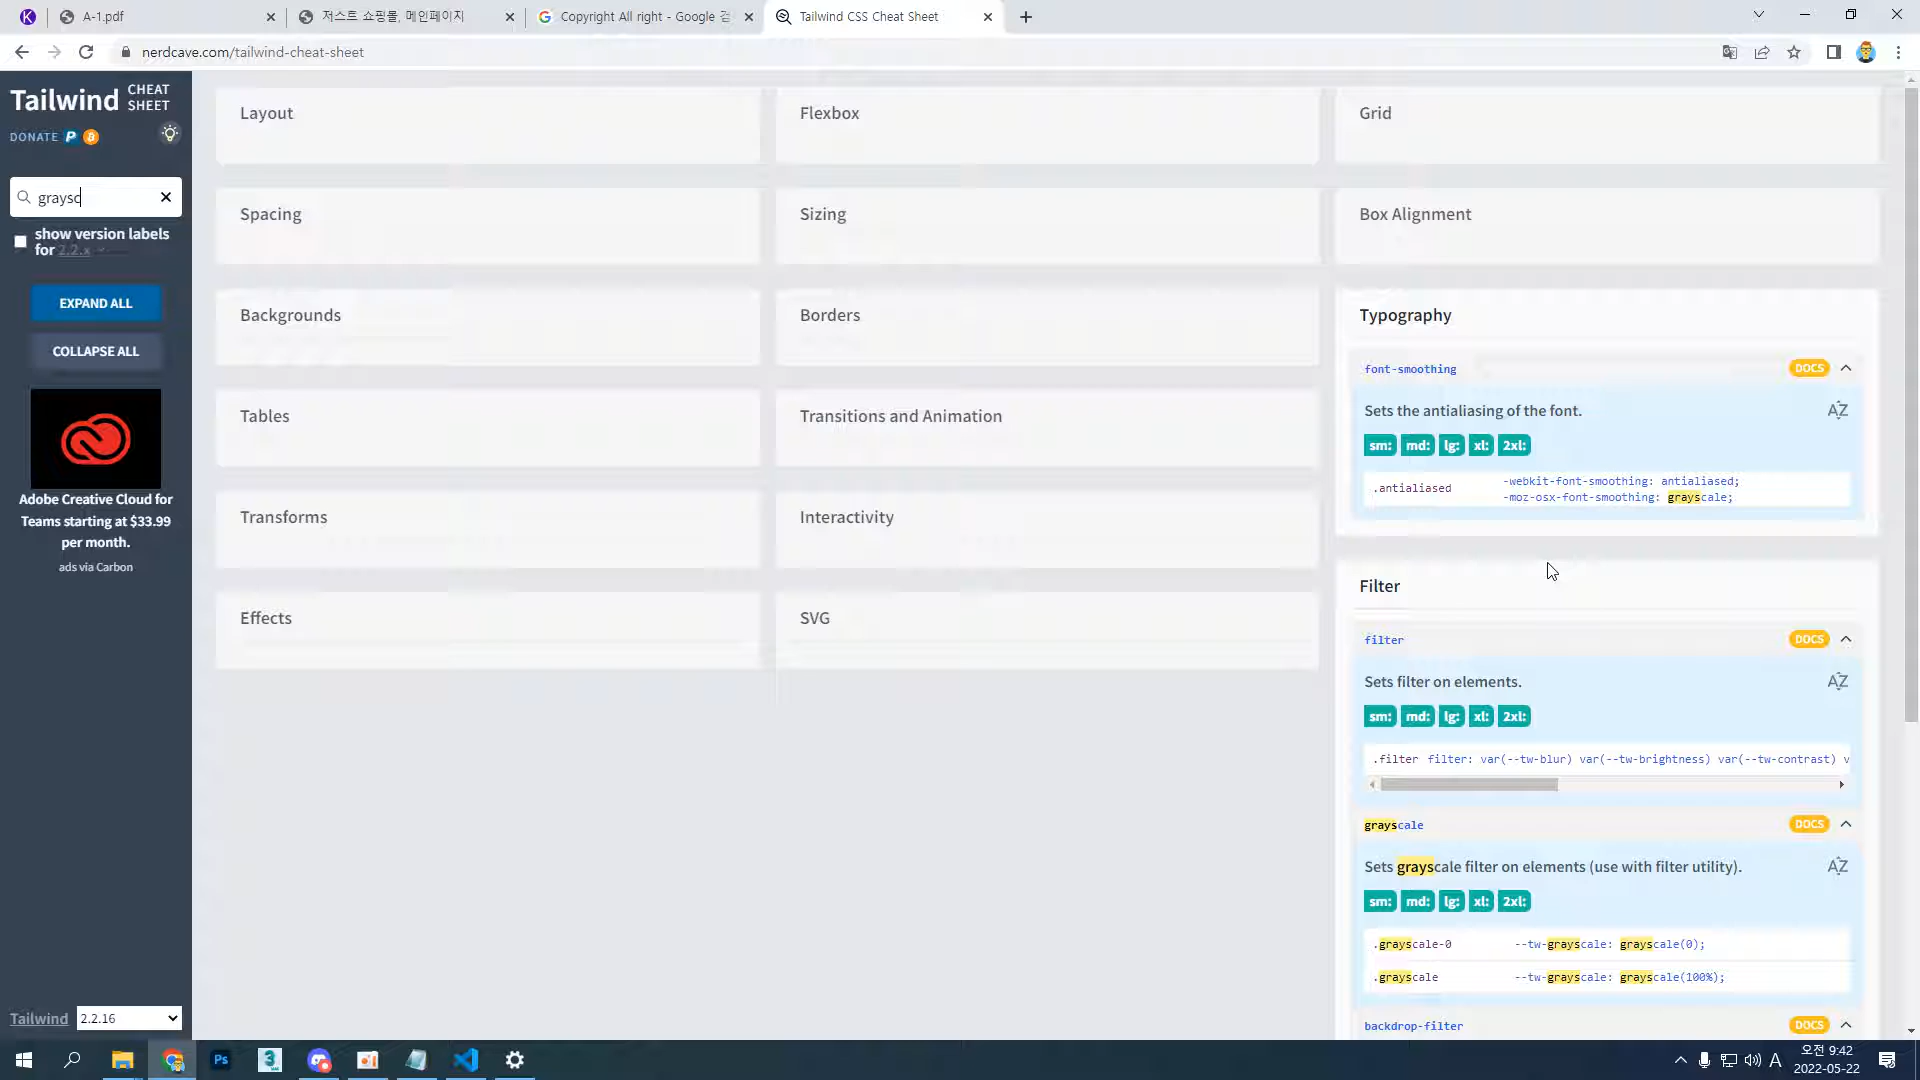 A-1.pdf
저스트 쇼핑몰, 메인페이지
Copyright All right - Google 검
Tailwind CSS Cheat Sheet
nerdcave.com/tailwind-cheat-sheet
Tailwind CHEAT SHEET
DONATE
graysc
show version labels
for 2.2.x
EXPAND ALL
COLLAPSE ALL
Adobe Creative Cloud for
Teams starting at $33.99
per month.
ads via Carbon
Tailwind 2.2.16
Layout
Flexbox
Grid
Spacing
Sizing
Box Alignment
Backgrounds
Borders
Tables
Transitions and Animation
Transforms
Interactivity
Effects
SVG
Typography
font-smoothing DOCS
Sets the antialiasing of the font. AZ
sm: md: lg: xl: 2xl:
.antialiased -webkit-font-smoothing: antialiased;
-moz-osx-font-smoothing: grayscale;
Filter
filter DOCS
Sets filter on elements. AZ
sm: md: lg: xl: 2xl:
.filter filter: var(--tw-blur) var(--tw-brightness) var(--tw-contrast) v
grayscale DOCS
Sets grayscale filter on elements (use with filter utility). AZ
sm: md: lg: xl: 2xl:
.grayscale-0 --tw-grayscale: grayscale(0);
.grayscale --tw-grayscale: grayscale(100%);
backdrop-filter DOCS
Ps
3
A
오전 9:42
2022-05-22